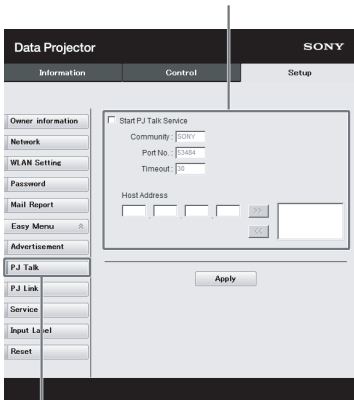 Data Projector
SONY
Information
Control
Setup
Owner information
Network
WLAN Setting
Password
Mail Report
Easy Menu
Advertisement
PJ Talk
PJ Link
Service
Input Label
Reset
Start PJ Talk Service
Community : SONY
Port No. : 53484
Timeout : 30
Host Address
. . .
>>
<<
Apply